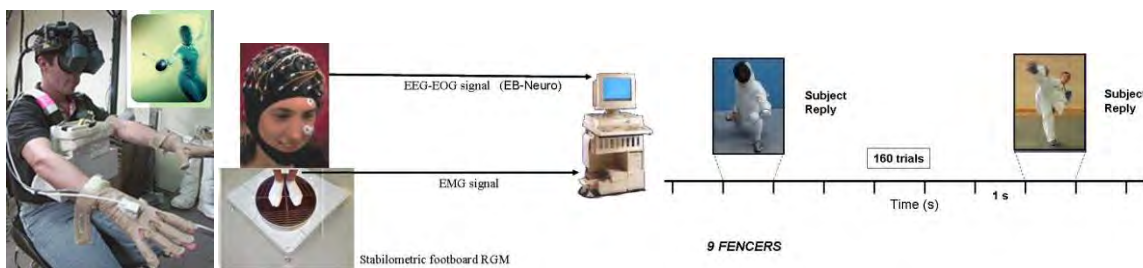 EEG-EOG signal (EB-Neuro)
EMG signal
Stabilometric footboard RGM
Subject
Reply
160 trials
Subject
Reply
1 s
Time (s)
9 FENCERS